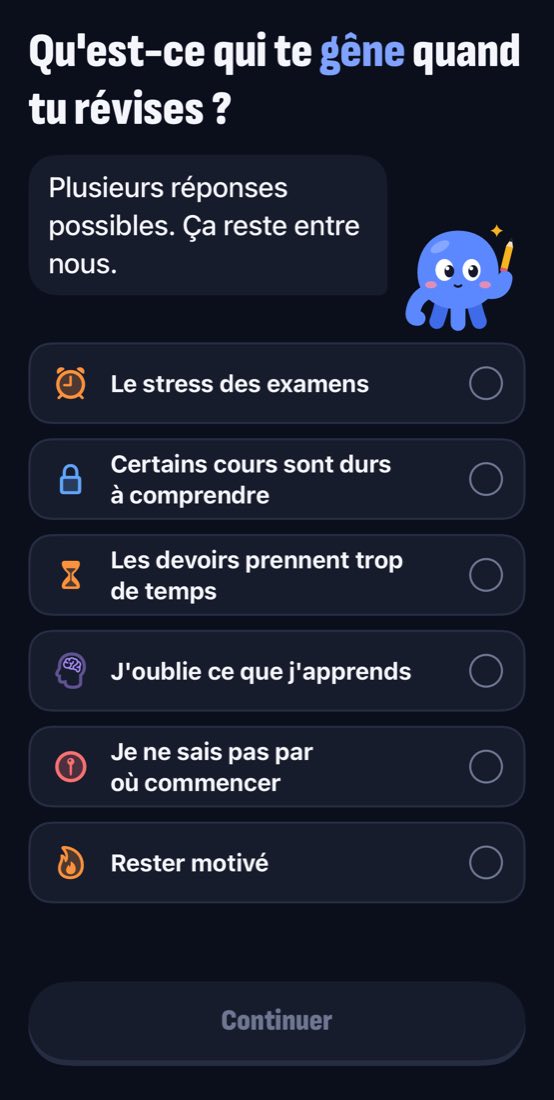 Qu'est-ce qui te gêne quand
tu révises ?
Plusieurs réponses
possibles. Ça reste entre
nous.
Le stress des examens
Certains cours sont durs
à comprendre
Les devoirs prennent trop
de temps
J'oublie ce que j'apprends
Je ne sais pas par
où commencer
Rester motivé
Continuer